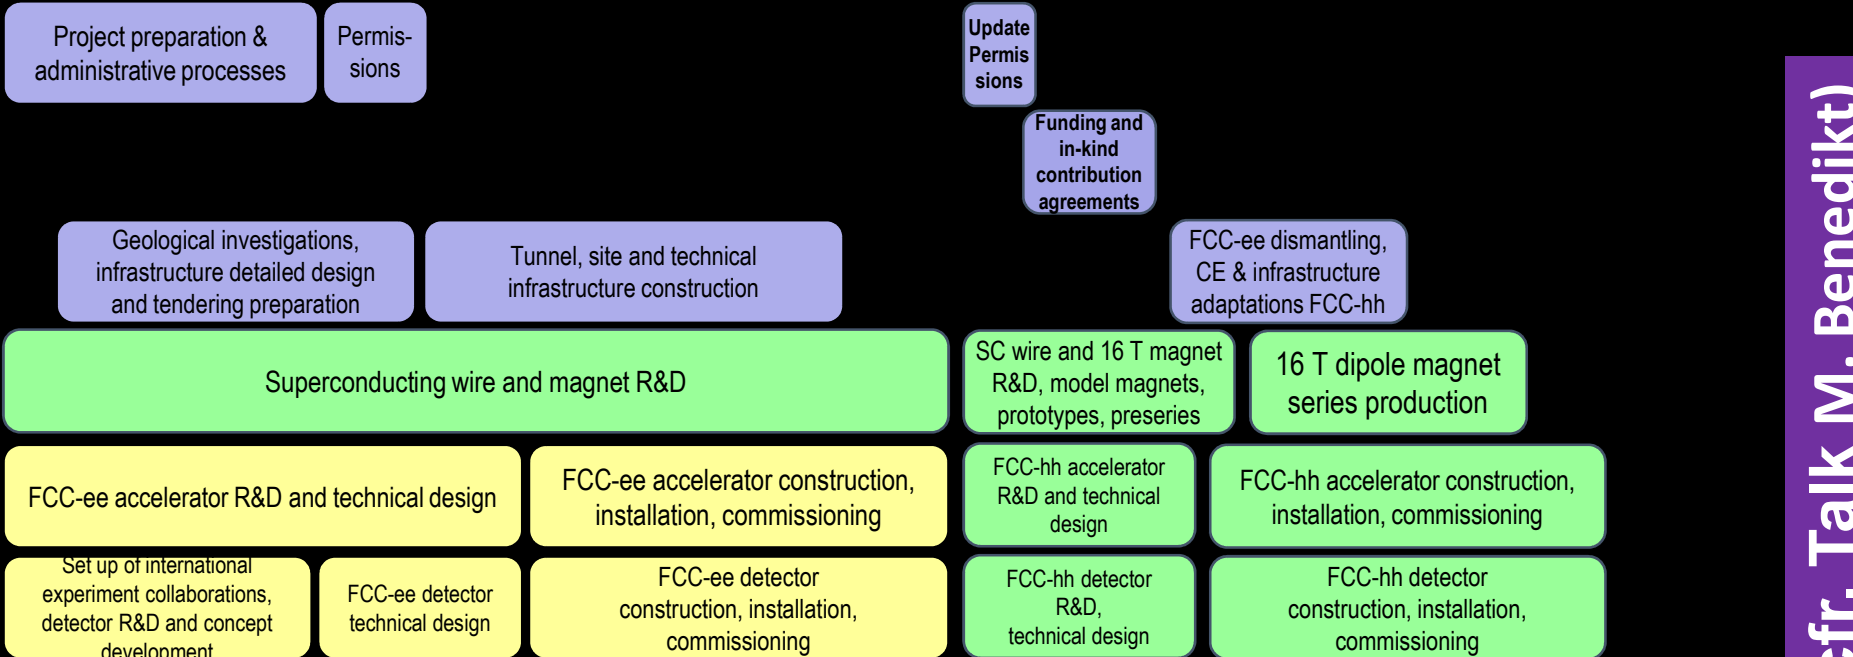 Project preparation &
administrative processes
Permis-
sions
Update
Permis
sions
Funding and
in-kind
contribution
agreements
Geological investigations,
infrastructure detailed design
and tendering preparation
Tunnel, site and technical
infrastructure construction
FCC-ee dismantling,
CE & infrastructure
adaptations FCC-hh
Superconducting wire and magnet R&D
SC wire and 16 T magnet
R&D, model magnets,
prototypes, preseries
16 T dipole magnet
series production
FCC-ee accelerator R&D and technical design
FCC-ee accelerator construction,
installation, commissioning
FCC-hh accelerator
R&D and technical
design
FCC-hh accelerator construction,
installation, commissioning
Set up of international
experiment collaborations,
detector R&D and concept
development
FCC-ee detector
technical design
FCC-ee detector
construction, installation,
commissioning
FCC-hh detector
R&D,
technical design
FCC-hh detector
construction, installation,
commissioning
efr. Talk M. Benedikt)